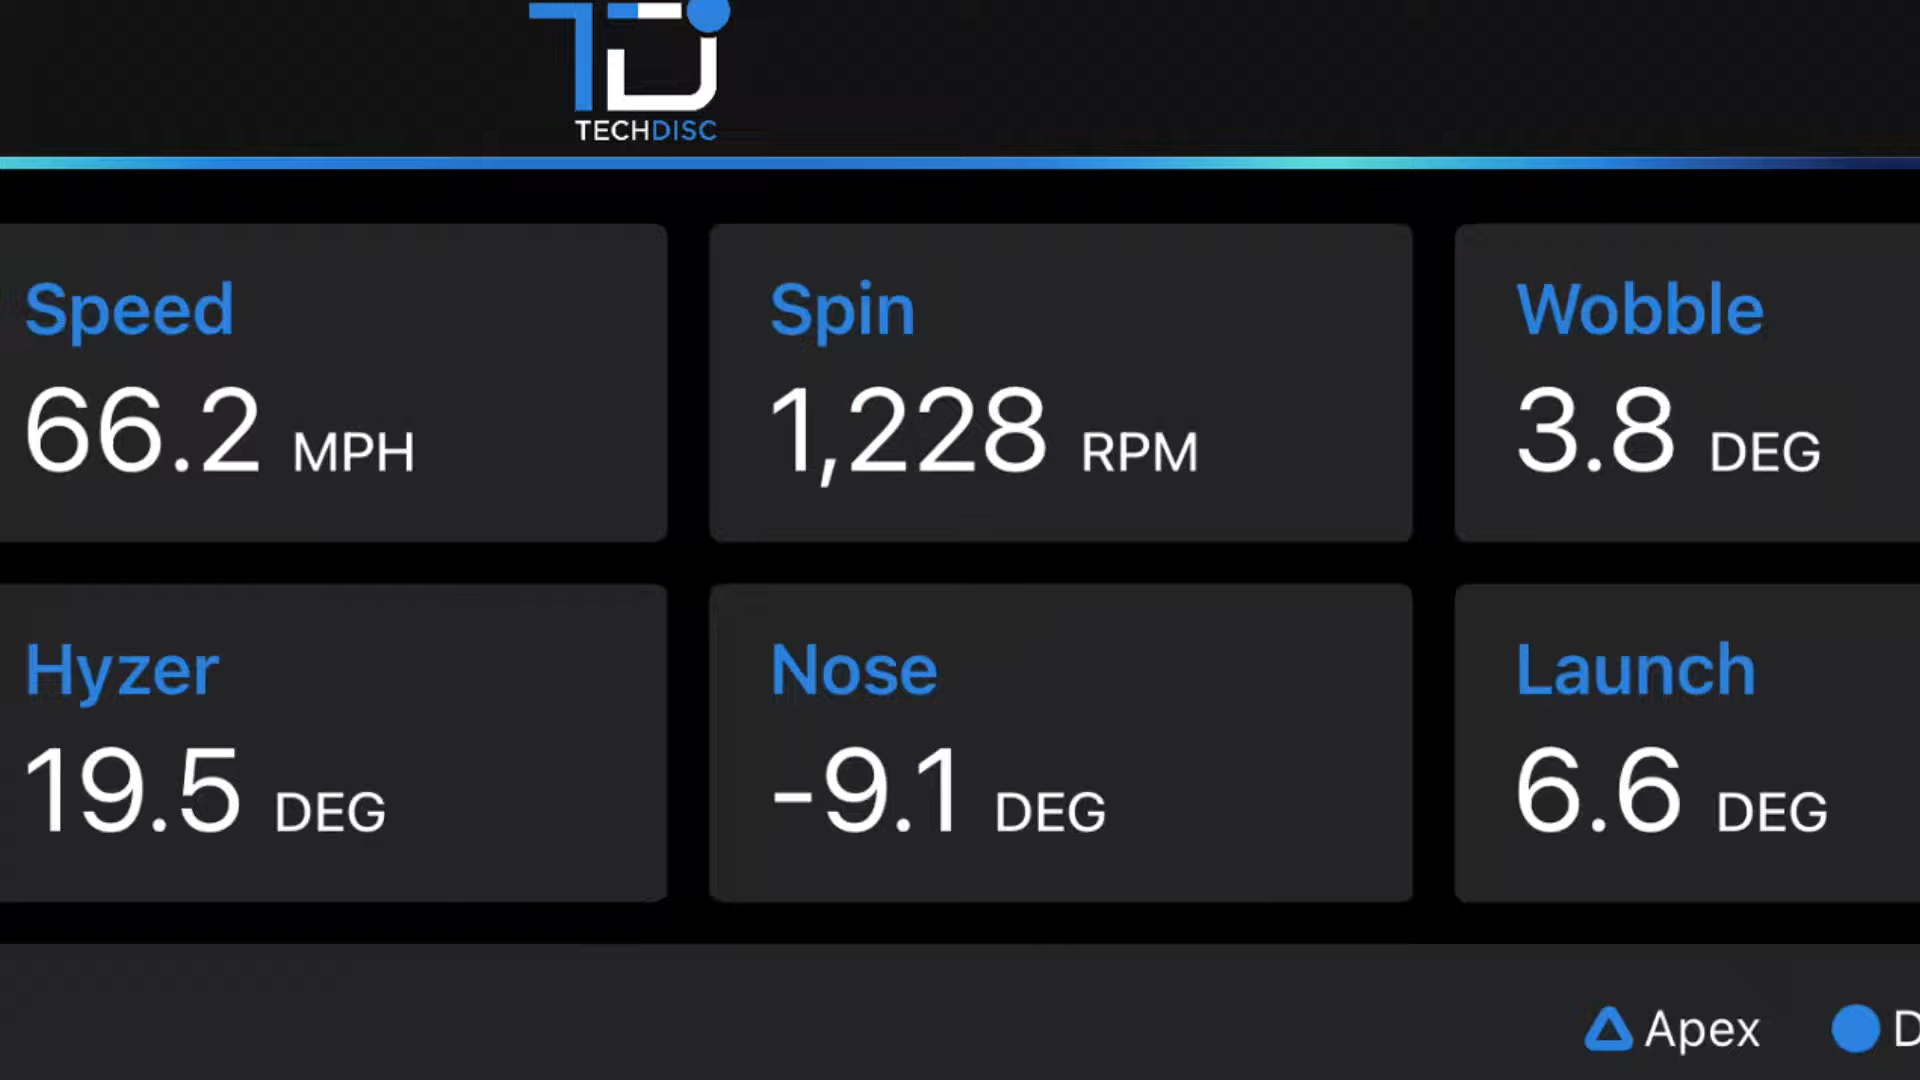 TECHDISC
Speed
66.2 MPH
Spin
1,228 RPM
Wobble
3.8 DEG
Hyzer
19.5 DEG
Nose
-9.1 DEG
Launch
6.6 DEG
Apex